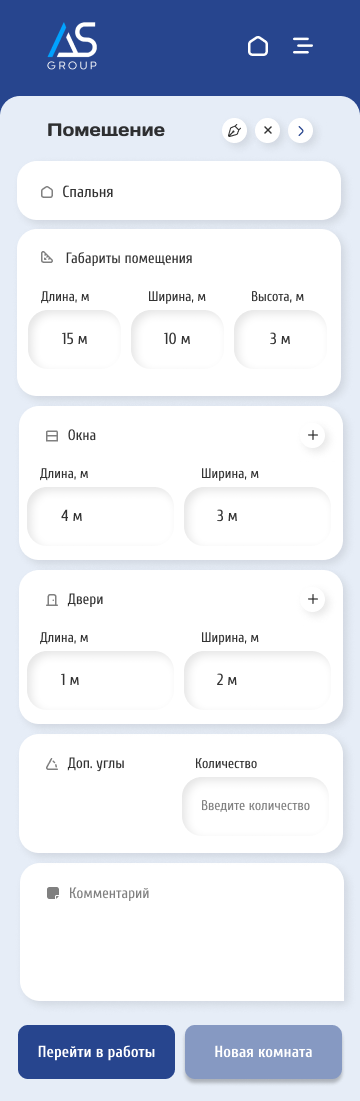 AS
GROUP
Помещение
Спальня
Габариты помещения
Длина, м Ширина, м Высота, м
15 м 10 м 3 м
Окна
Длина, м Ширина, м
4 м 3 м
Двери
Длина, м Ширина, м
1 м 2 м
Доп. углы Количество
Введите количество
Комментарий
Перейти в работы Новая комната